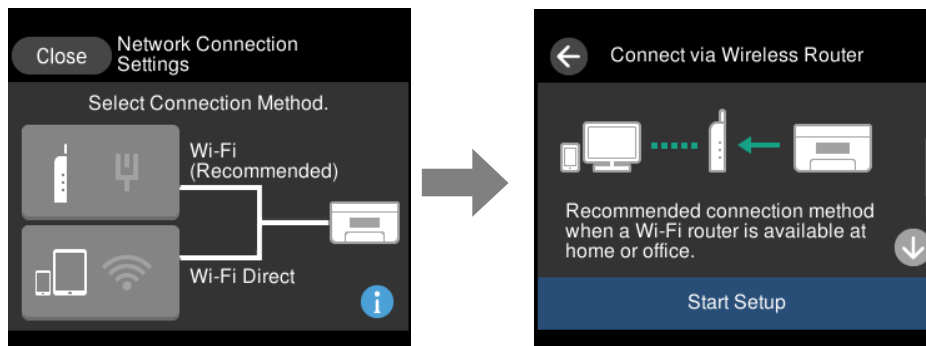 Close
Network Connection
Settings
Select Connection Method.
Wi-Fi
(Recommended)
Wi-Fi Direct
i
Connect via Wireless Router
Recommended connection method
when a Wi-Fi router is available at
home or office.
Start Setup